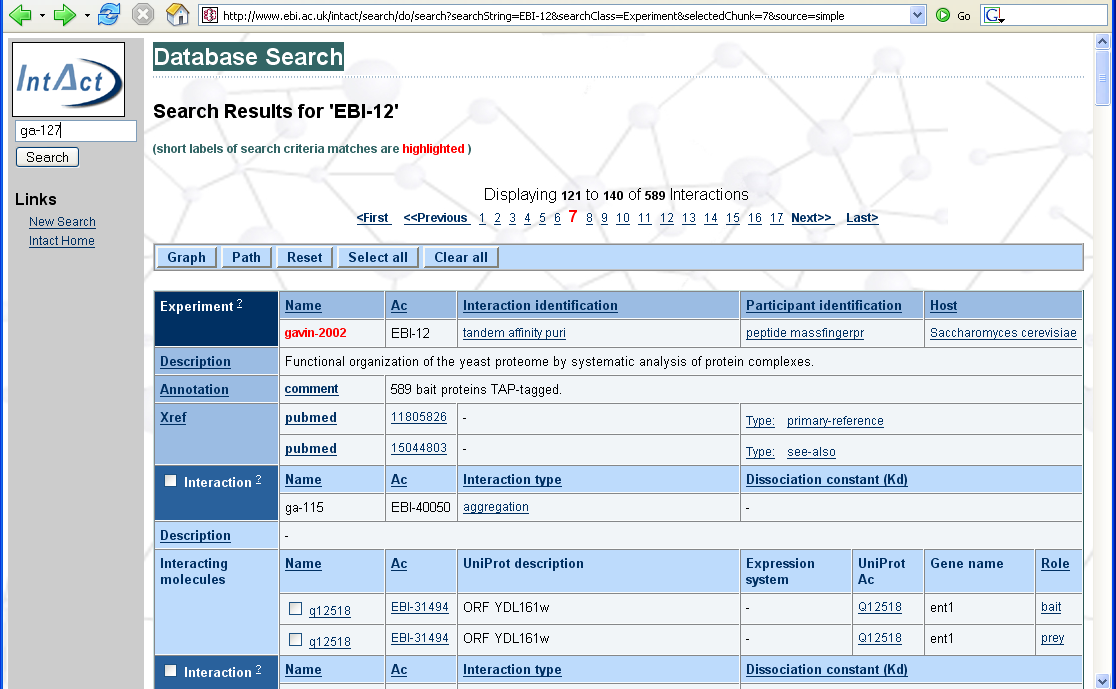 http://www.ebi.ac.uk/intact/search/do/search?searchString=EBI-12&searchClass=Experiment&selectedChunk=7&source=simple Go G
IntAct
ga-127
Search
Links
New Search
Intact Home
Database Search
Search Results for 'EBI-12'
(short labels of search criteria matches are highlighted )
Displaying 121 to 140 of 589 Interactions
<First <<Previous 1 2 3 4 5 6 7 8 9 10 11 12 13 14 15 16 17 Next>> Last>
Graph Path Reset Select all Clear all
Experiment ? Name Ac Interaction identification Participant identification Host
gavin-2002 EBI-12 tandem affinity puri peptide massfingerpr Saccharomyces cerevisiae
Description Functional organization of the yeast proteome by systematic analysis of protein complexes.
Annotation comment 589 bait proteins TAP-tagged.
Xref pubmed 11805826 - Type: primary-reference
pubmed 15044803 - Type: see-also
Interaction ? Name Ac Interaction type Dissociation constant (Kd)
ga-115 EBI-40050 aggregation -
Description -
Interacting molecules Name Ac UniProt description Expression system UniProt Ac Gene name Role
q12518 EBI-31494 ORF YDL161w - Q12518 ent1 bait
q12518 EBI-31494 ORF YDL161w - Q12518 ent1 prey
Interaction ? Name Ac Interaction type Dissociation constant (Kd)